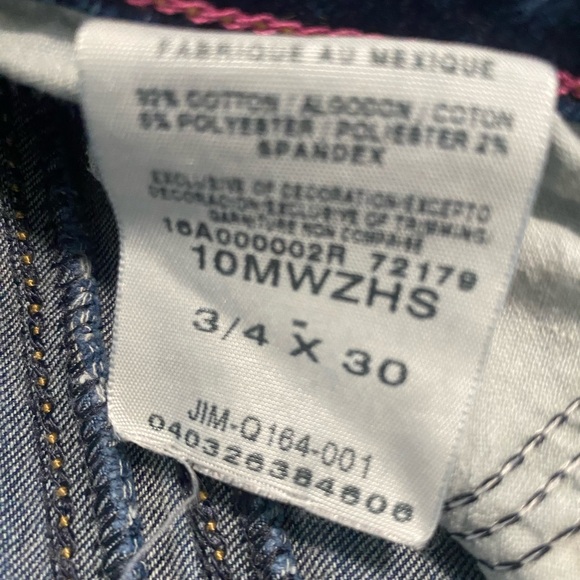 FABRIQUE AU MEXIQUE
92% COTTON / ALGODON / COTON
6% POLYESTER / POLIESTER 2%
SPANDEX
EXCLUSIVE OF DECORATION/EXCEPTO
DECORACION/EXCLUSIVE OF TRIMMING/
GARNITURE NON COMPRISE
16A000002R 72179
10MWZHS
-
3/4 X 30
JIM-Q164-001
040326384606